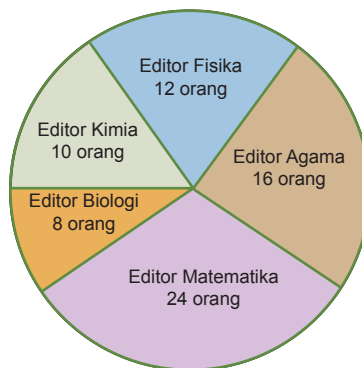 Editor Fisika
12 orang
Editor Kimia
10 orang
Editor Agama
16 orang
Editor Biologi
8 orang
Editor Matematika
24 orang